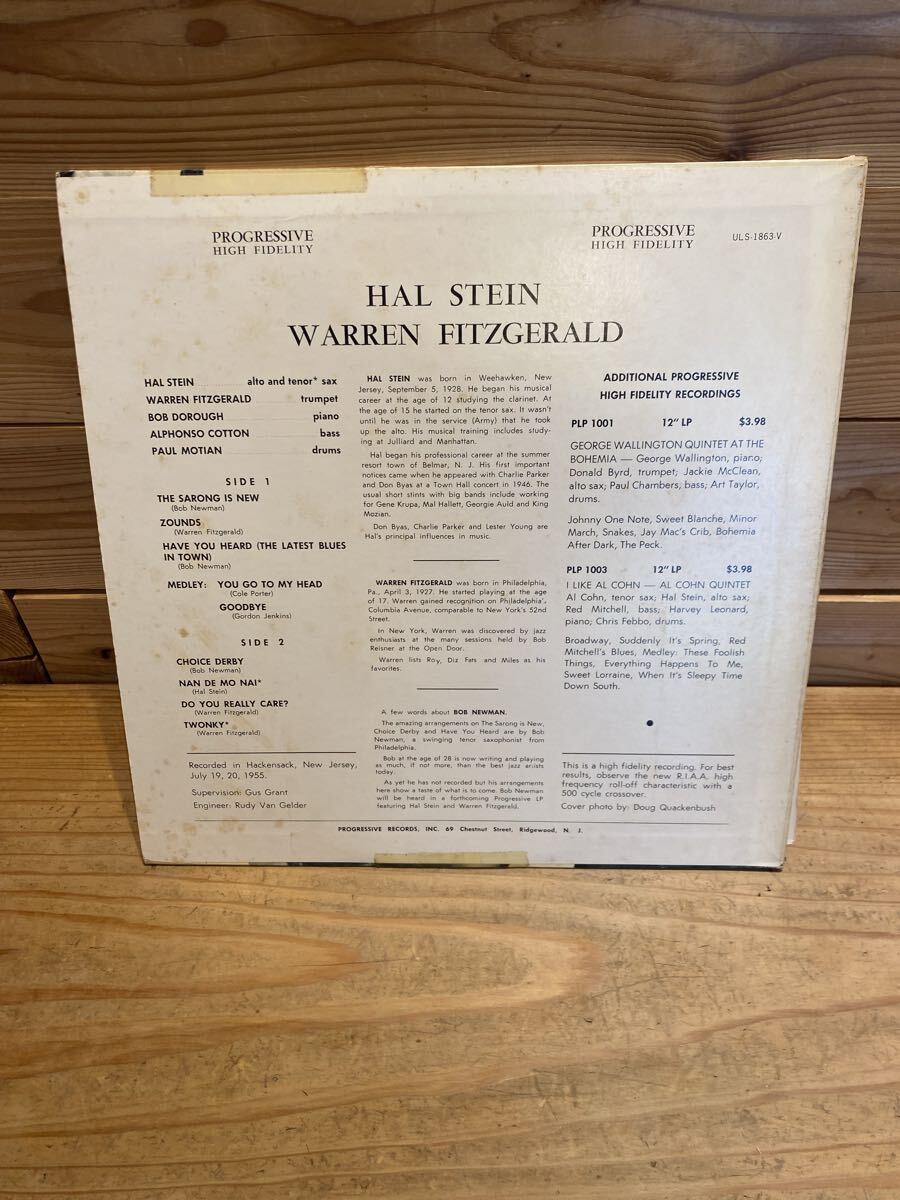 PROGRESSIVE
HIGH FIDELITY
PROGRESSIVE
HIGH FIDELITY
ULS-1863-V
HAL STEIN
WARREN FITZGERALD
HAL STEIN alto and tenor* sax
WARREN FITZGERALD trumpet
BOB DOROUGH piano
ALPHONSO COTTON bass
PAUL MOTIAN drums
SIDE 1
THE SARONG IS NEW
(Bob Newman)
ZOUNDS
(Warren Fitzgerald)
HAVE YOU HEARD (THE LATEST BLUES
IN TOWN)
(Bob Newman)
MEDLEY: YOU GO TO MY HEAD
(Cole Porter)
GOODBYE
(Gordon Jenkins)
SIDE 2
CHOICE DERBY
(Bob Newman)
NAN DE MO NAI*
(Hal Stein)
DO YOU REALLY CARE?
(Warren Fitzgerald)
TWONKY*
(Warren Fitzgerald)
Recorded in Hackensack, New Jersey,
July 19, 20, 1955.
Supervision: Gus Grant
Engineer: Rudy Van Gelder
HAL STEIN was born in Weehawken, New
Jersey, September 5, 1928. He began his musical
career at the age of 12 studying the clarinet. At
the age of 15 he started on the tenor sax. It wasn't
until he was in the service (Army) that he took
up the alto. His musical training includes study-
ing at Julliard and Manhattan.
Hal began his professional career at the summer
resort town of Belmar, N. J. His first important
notices came when he appeared with Charlie Parker
and Don Byas at a Town Hall concert in 1946. The
usual short stints with big bands include working
for Gene Krupa, Mal Hallett, Georgie Auld and King
Mozian.
Don Byas, Charlie Parker and Lester Young are
Hal's principal influences in music.
WARREN FITZGERALD was born in Philadelphia,
Pa., April 3, 1927. He started playing at the age
of 17. Warren gained recognition on Philadelphia',
Columbia Avenue, comparable to New York's 52nd
Street.
In New York, Warren was discovered by jazz
enthusiasts at the many sessions held by Bob
Reisner at the Open Door.
Warren lists Roy, Diz Fats and Miles as his
favorites.
A few words about BOB NEWMAN.
The amazing arrangements on The Sarong is New,
Choice Derby and Have You Heard are by Bob
Newman, a swinging tenor saxophonist from
Philadelphia.
Bob at the age of 28 is now writing and playing
as much, if not more, than the best jazz artists
today.
As yet he has not recorded but his arrangements
here show a taste of what is to come. Bob Newman
will be heard in a forthcoming Progressive LP
featuring Hal Stein and Warren Fitzgerald.
ADDITIONAL PROGRESSIVE
HIGH FIDELITY RECORDINGS
PLP 1001 12" LP $3.98
GEORGE WALLINGTON QUINTET AT THE
BOHEMIA — George Wallington, piano;
Donald Byrd, trumpet; Jackie McClean,
alto sax; Paul Chambers, bass; Art Taylor,
drums.
Johnny One Note, Sweet Blanche, Minor
March, Snakes, Jay Mac's Crib, Bohemia
After Dark, The Peck.
PLP 1003 12" LP $3.98
I LIKE AL COHN — AL COHN QUINTET
Al Cohn, tenor sax; Hal Stein, alto sax;
Red Mitchell, bass; Harvey Leonard,
piano; Chris Febbo, drums.
Broadway, Suddenly It's Spring, Red
Mitchell's Blues, Medley: These Foolish
Things, Everything Happens To Me,
Sweet Lorraine, When It's Sleepy Time
Down South.
This is a high fidelity recording. For best
results, observe the new R.I.A.A. high
frequency roll-off characteristic with a
500 cycle crossover.
Cover photo by: Doug Quackenbush
PROGRESSIVE RECORDS, INC. 69 Chestnut Street, Ridgewood, N. J.